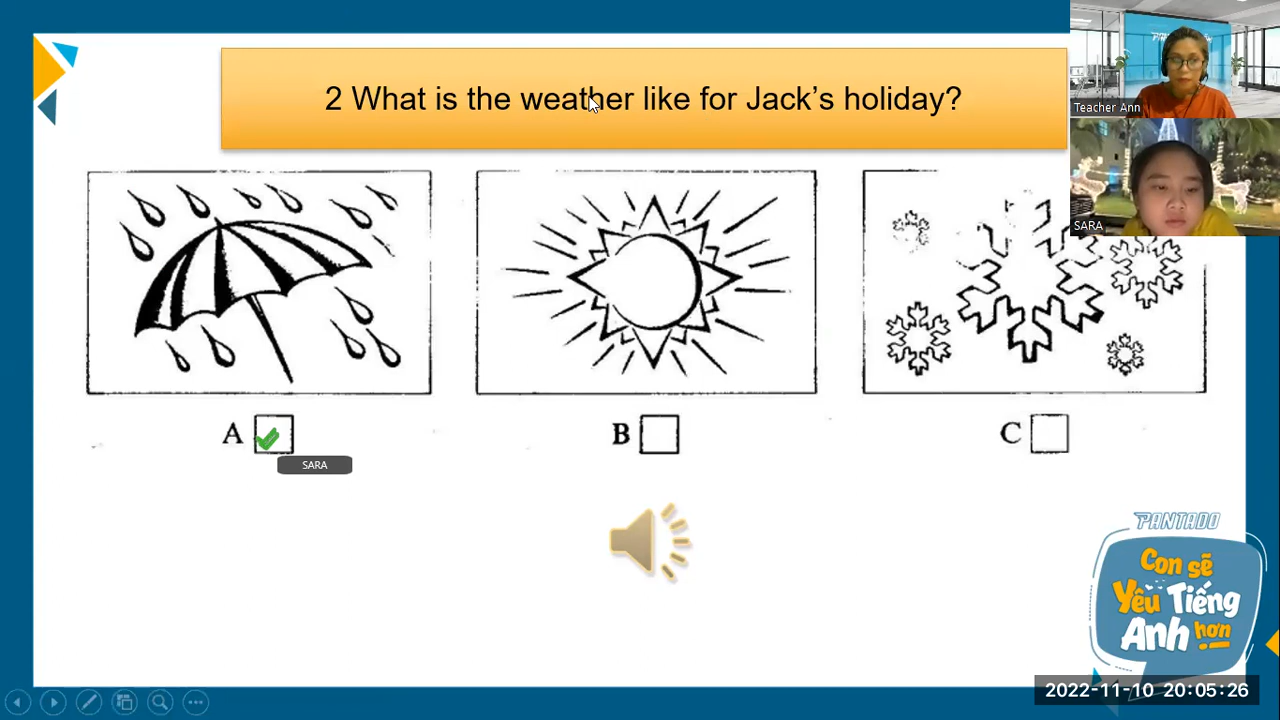 2 What is the weather like for Jack's holiday?
Teacher Ann
SARA
A
B
C
SARA
PANTADO
Con sẽ
Yêu Tiếng
Anh hơn
2022-11-10 20:05:26